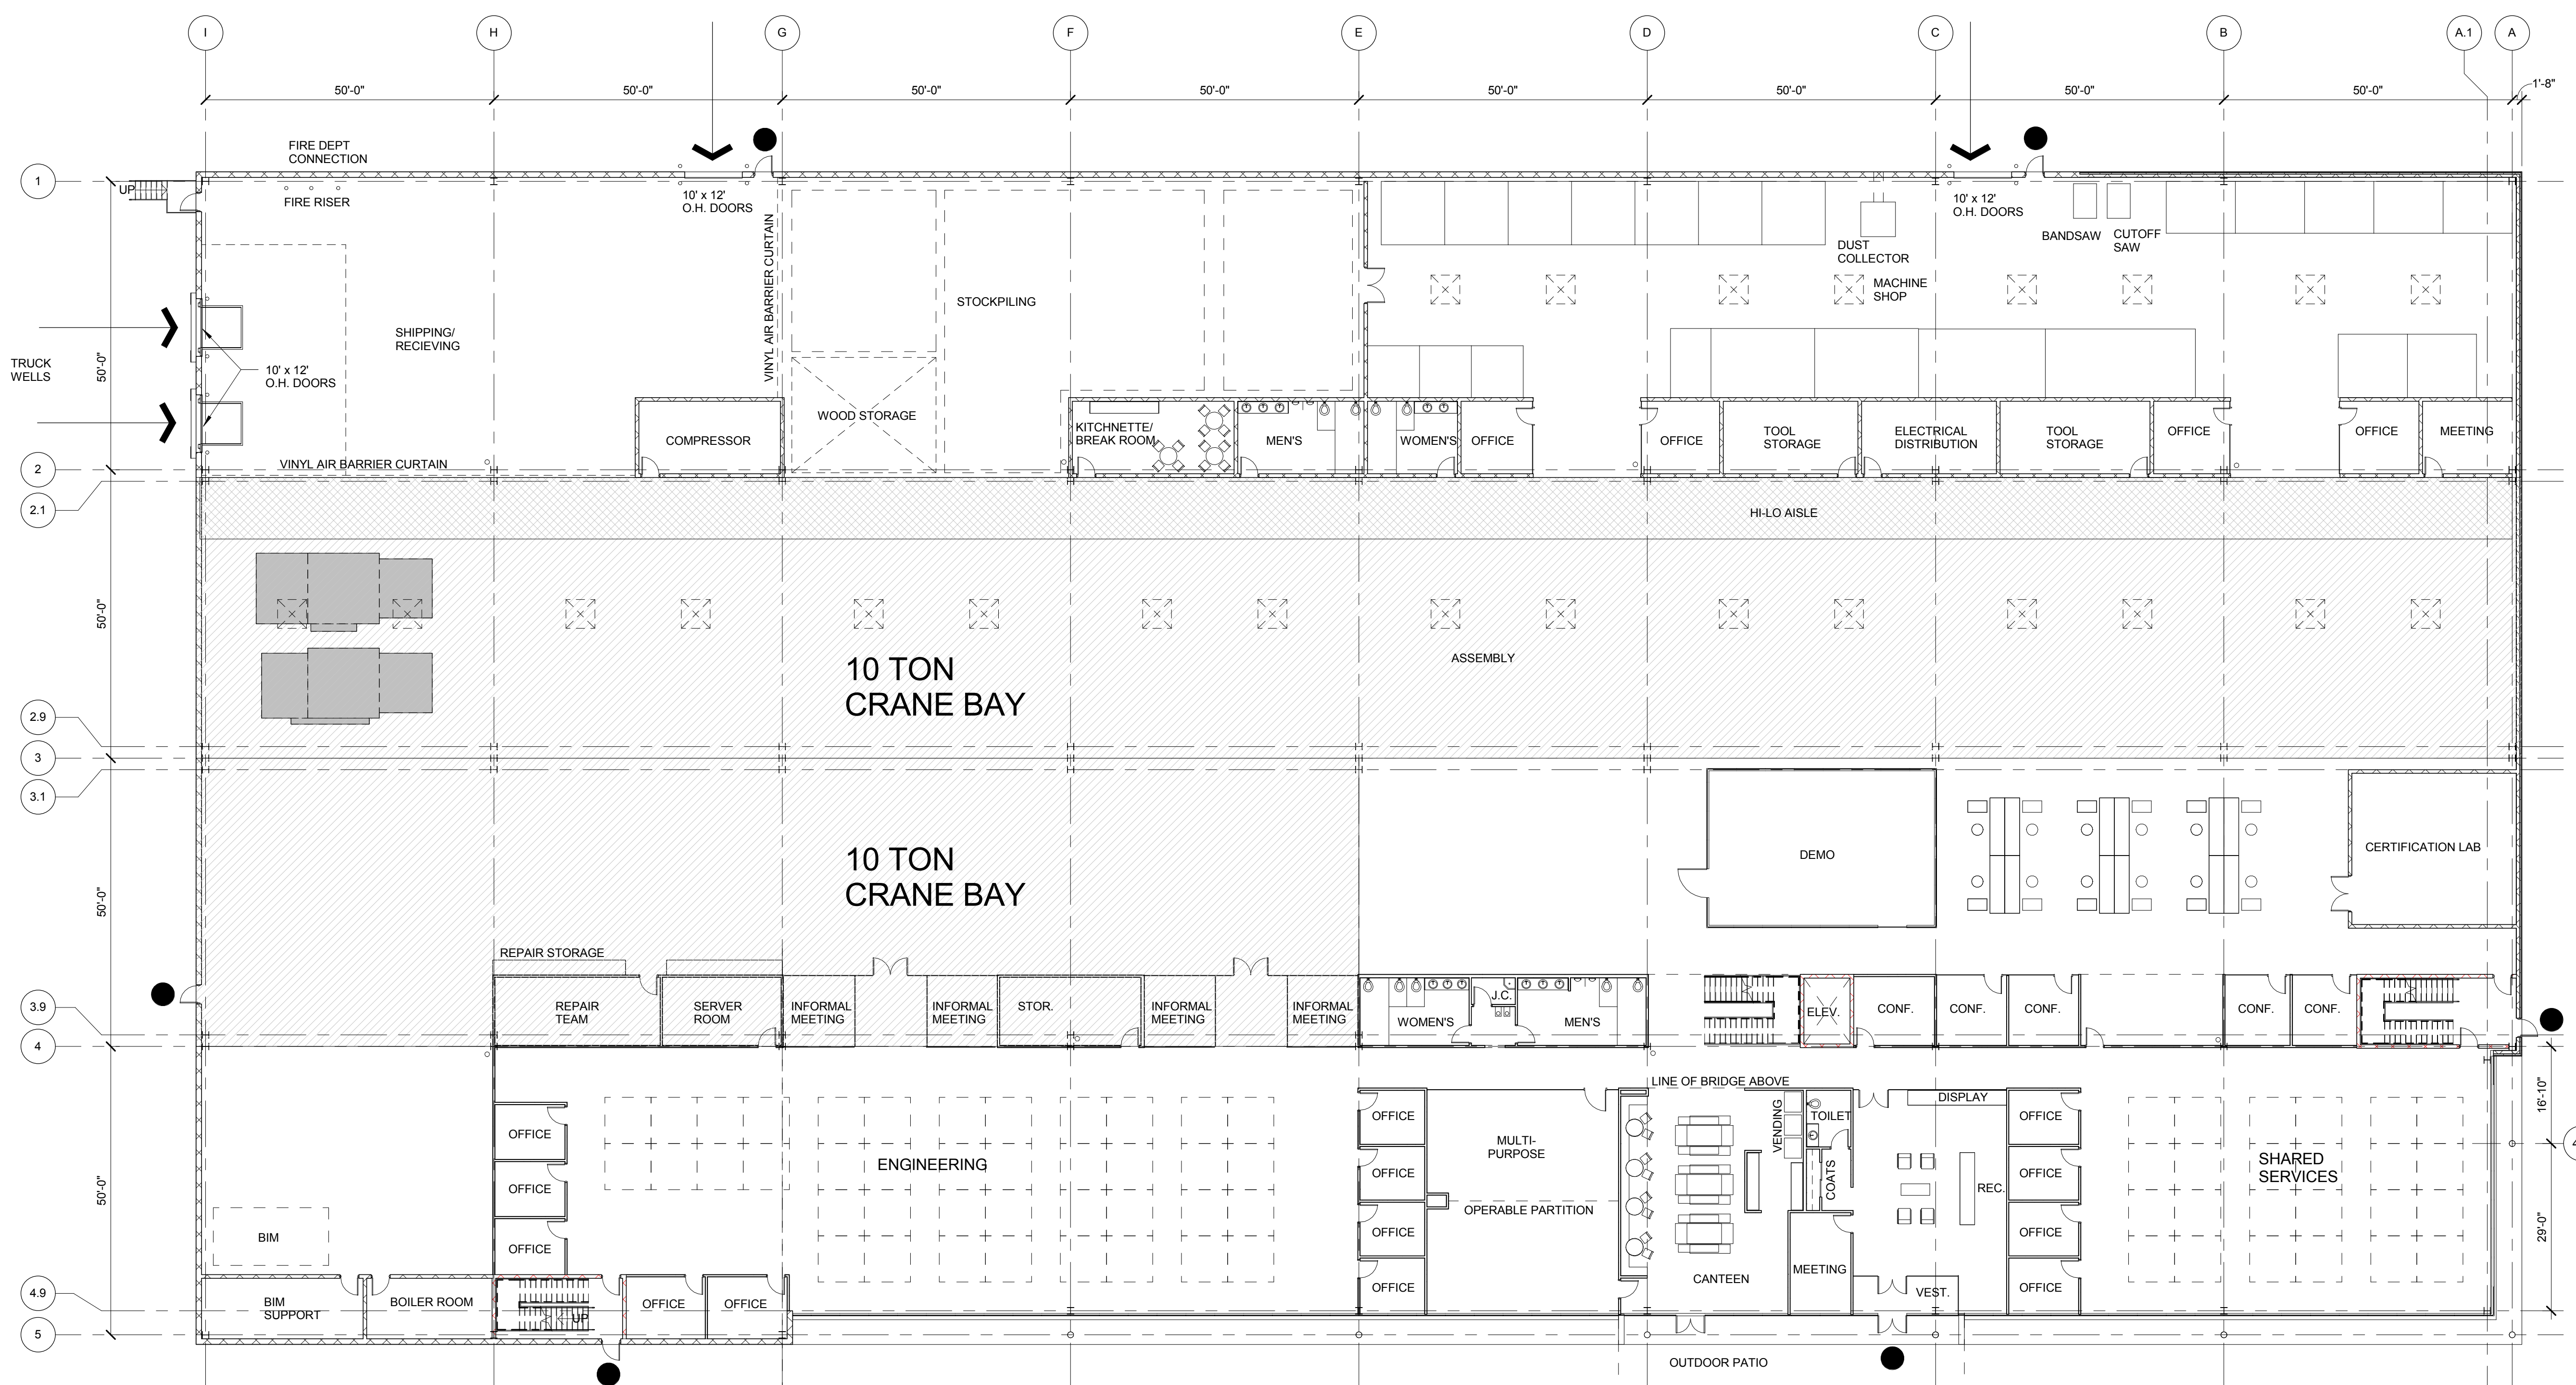 I
H
G
F
E
D
C
B
A.1
A
50'-0"
50'-0"
50'-0"
50'-0"
50'-0"
50'-0"
50'-0"
50'-0"
1'-8"
FIRE DEPT
CONNECTION
1
UP
FIRE RISER
10' x 12'
O.H. DOORS
10' x 12'
O.H. DOORS
BANDSAW
CUTOFF
SAW
DUST
COLLECTOR
MACHINE
SHOP
VINYL AIR BARRIER CURTAIN
STOCKPILING
SHIPPING/
RECIEVING
TRUCK
WELLS
50'-0"
10' x 12'
O.H. DOORS
WOOD STORAGE
COMPRESSOR
KITCHNETTE/
BREAK ROOM
MEN'S
WOMEN'S
OFFICE
OFFICE
TOOL
STORAGE
ELECTRICAL
DISTRIBUTION
TOOL
STORAGE
OFFICE
OFFICE
MEETING
VINYL AIR BARRIER CURTAIN
2
2.1
HI-LO AISLE
50'-0"
10 TON
CRANE BAY
ASSEMBLY
2.9
3
3.1
10 TON
CRANE BAY
DEMO
CERTIFICATION LAB
50'-0"
REPAIR STORAGE
3.9
REPAIR
TEAM
SERVER
ROOM
INFORMAL
MEETING
INFORMAL
MEETING
STOR.
INFORMAL
MEETING
INFORMAL
MEETING
WOMEN'S
J.C.
MEN'S
ELEV.
CONF.
CONF.
CONF.
CONF.
CONF.
4
LINE OF BRIDGE ABOVE
16'-10"
OFFICE
OFFICE
OFFICE
ENGINEERING
OFFICE
OFFICE
OFFICE
OFFICE
MULTI-
PURPOSE
OPERABLE PARTITION
VENDING
TOILET
COATS
DISPLAY
REC.
OFFICE
OFFICE
OFFICE
OFFICE
SHARED
SERVICES
4
50'-0"
29'-0"
BIM
CANTEEN
MEETING
VEST.
4.9
BIM
SUPPORT
BOILER ROOM
UP
OFFICE
OFFICE
5
OUTDOOR PATIO